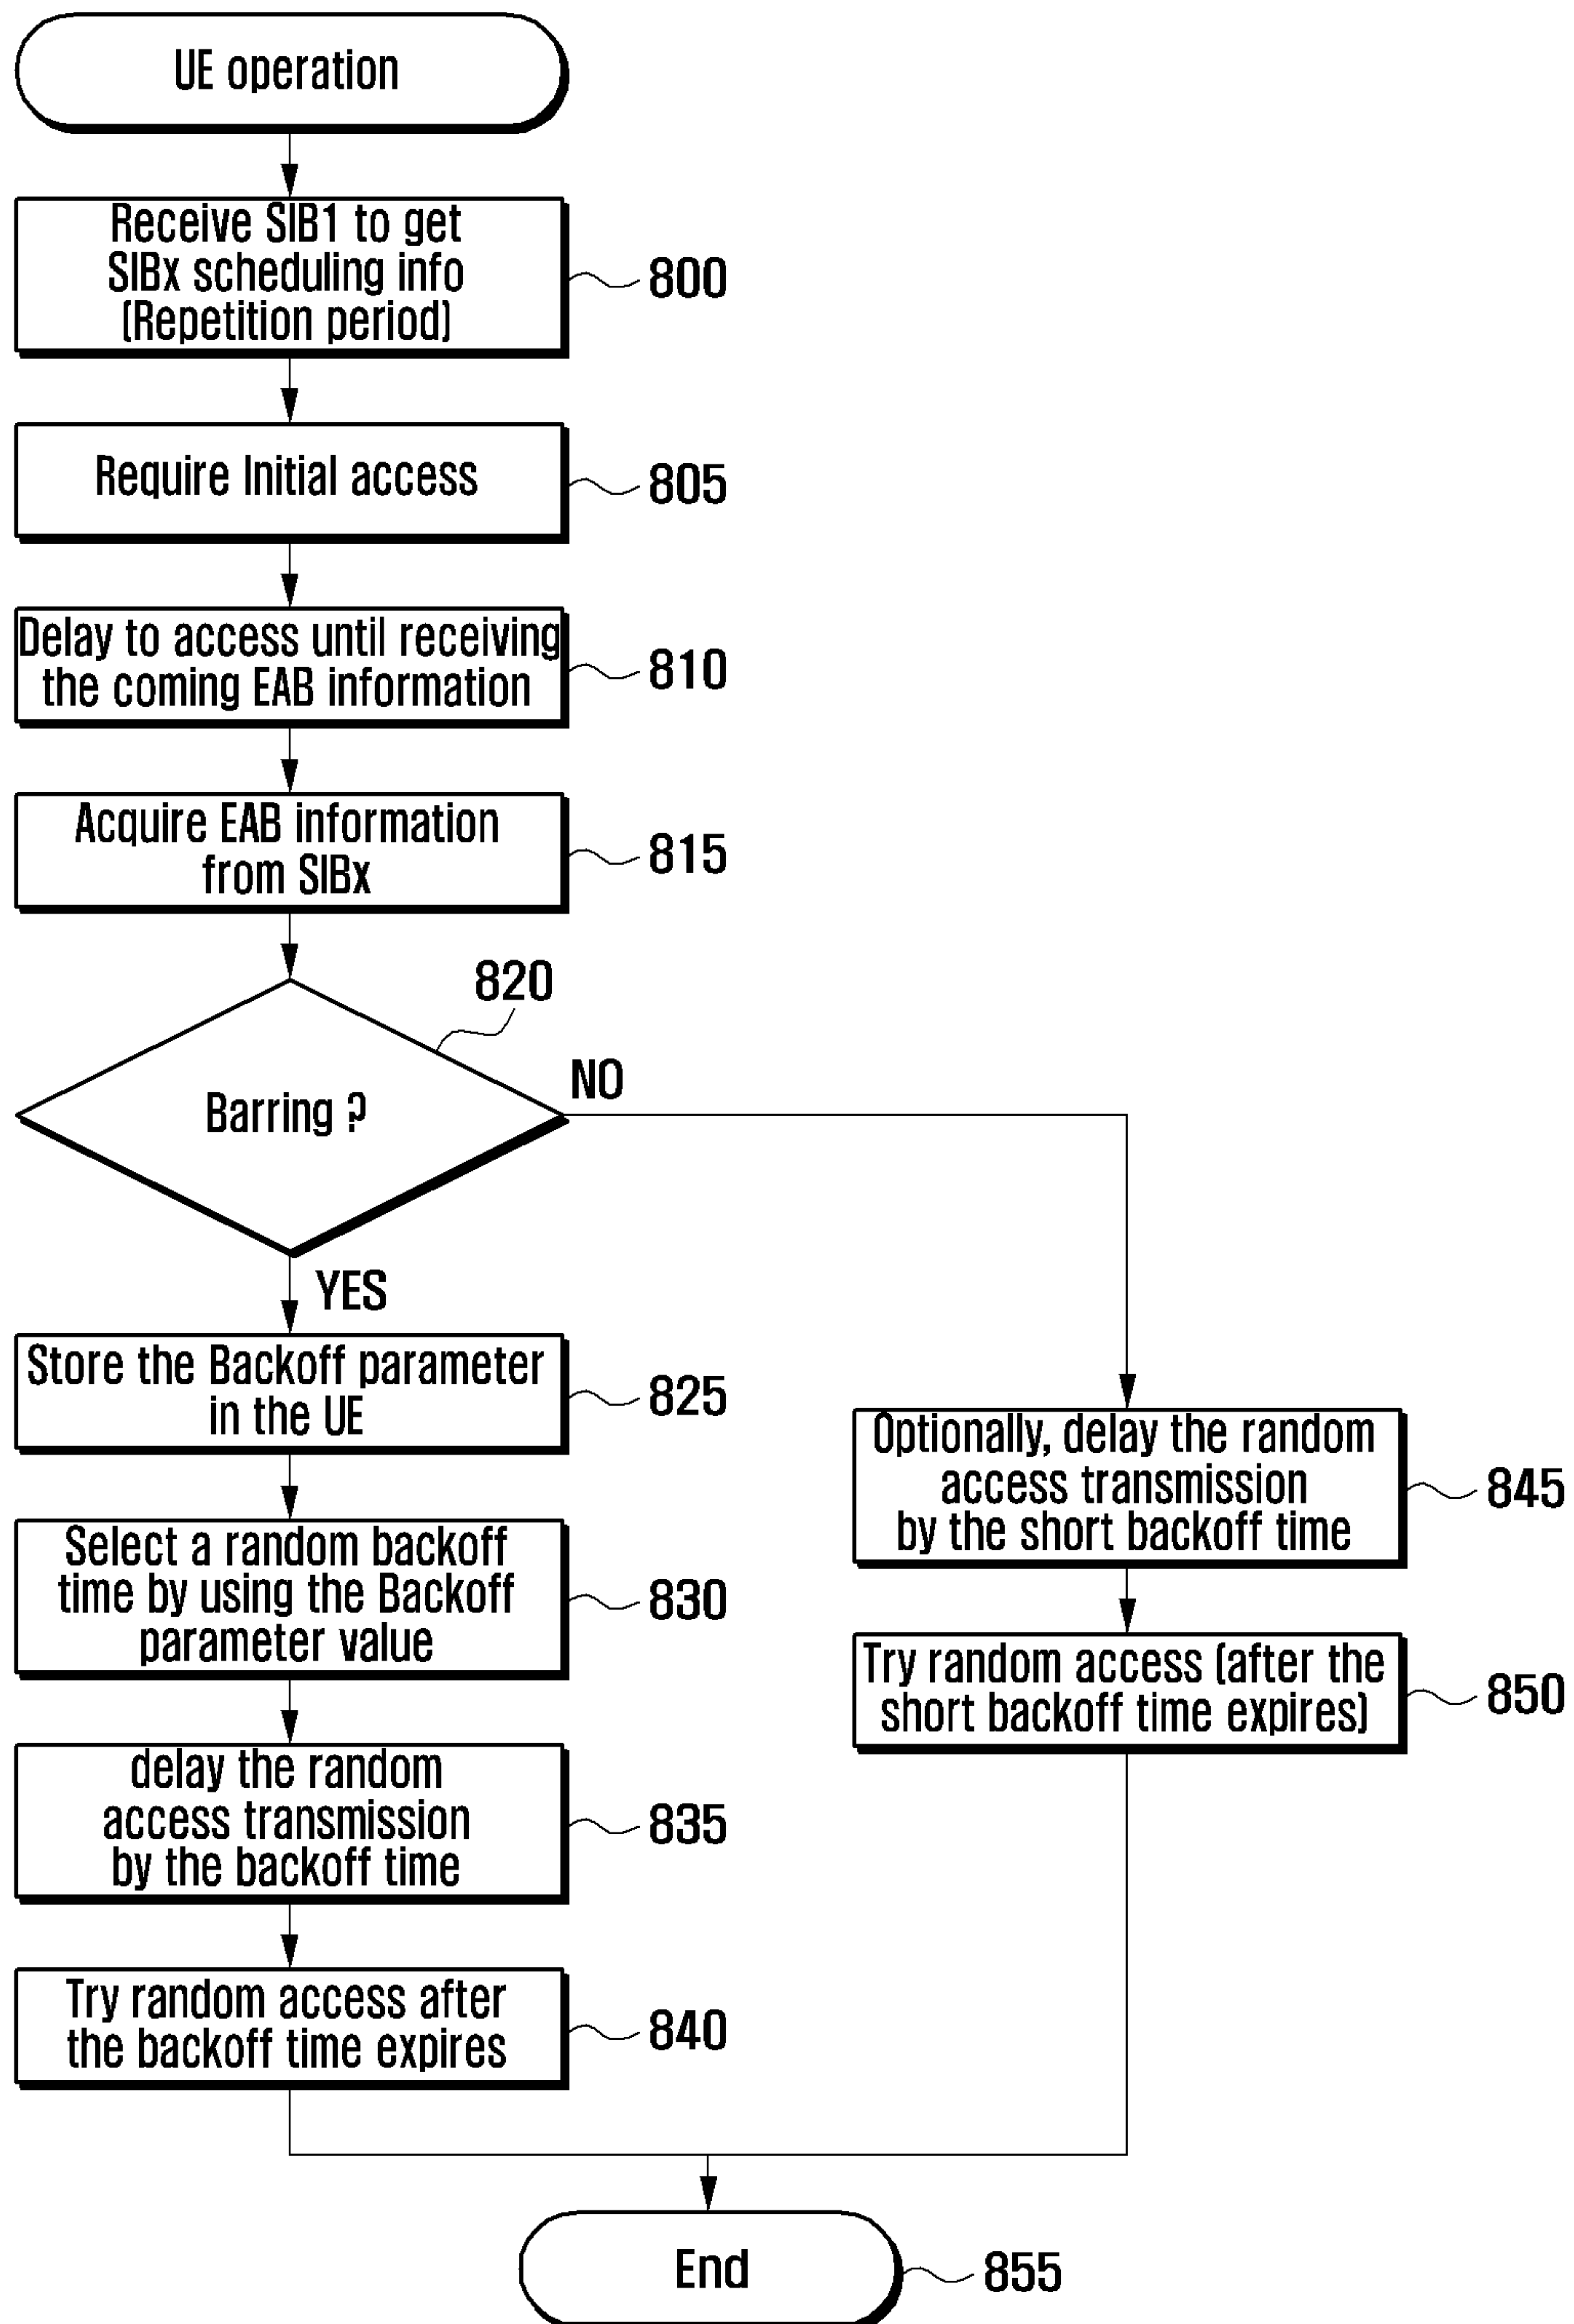 UE operation
Receive SIB1 to get
SIBx scheduling info
(Repetition period)
800
Require Initial access
805
Delay to access until receiving
the coming EAB information
810
Acquire EAB information
from SIBx
815
820
Barring ?
NO
YES
Store the Backoff parameter
in the UE
825
Select a random backoff
time by using the Backoff
parameter value
830
delay the random
access transmission
by the backoff time
835
Try random access after
the backoff time expires
840
Optionally, delay the random
access transmission
by the short backoff time
845
Try random access (after the
short backoff time expires)
850
End
855